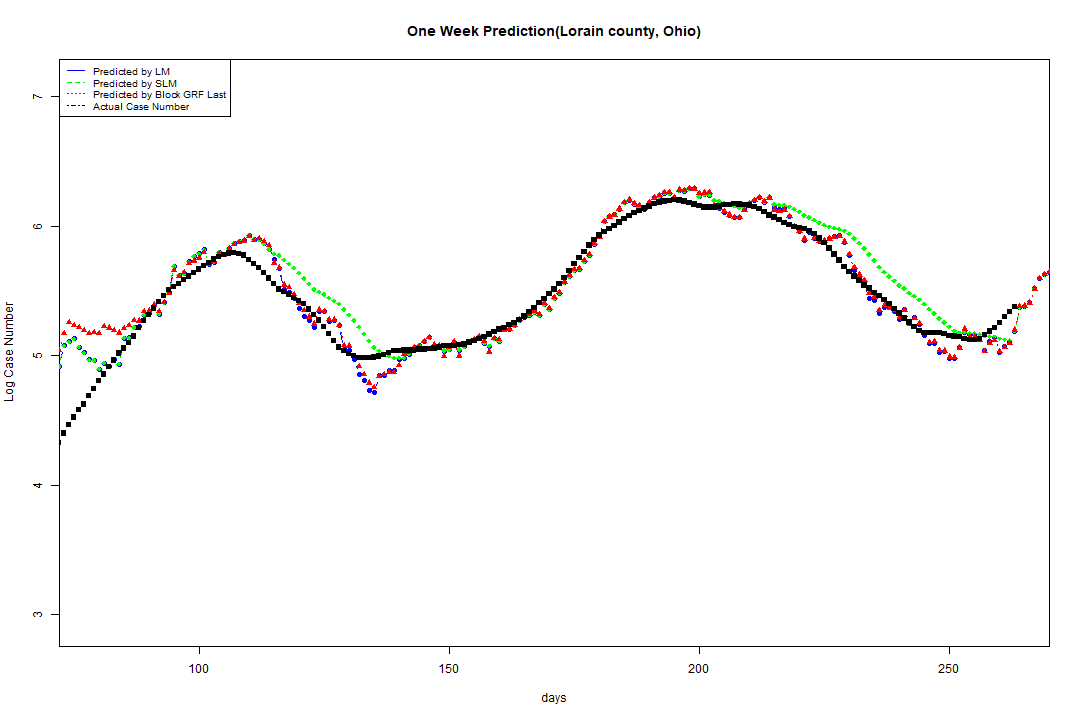 One Week Prediction(Lorain county, Ohio)
Predicted by LM
Predicted by SLM
Predicted by Block GRF Last
Actual Case Number
7
6
5
4
3
Log Case Number
100 150 200 250
days